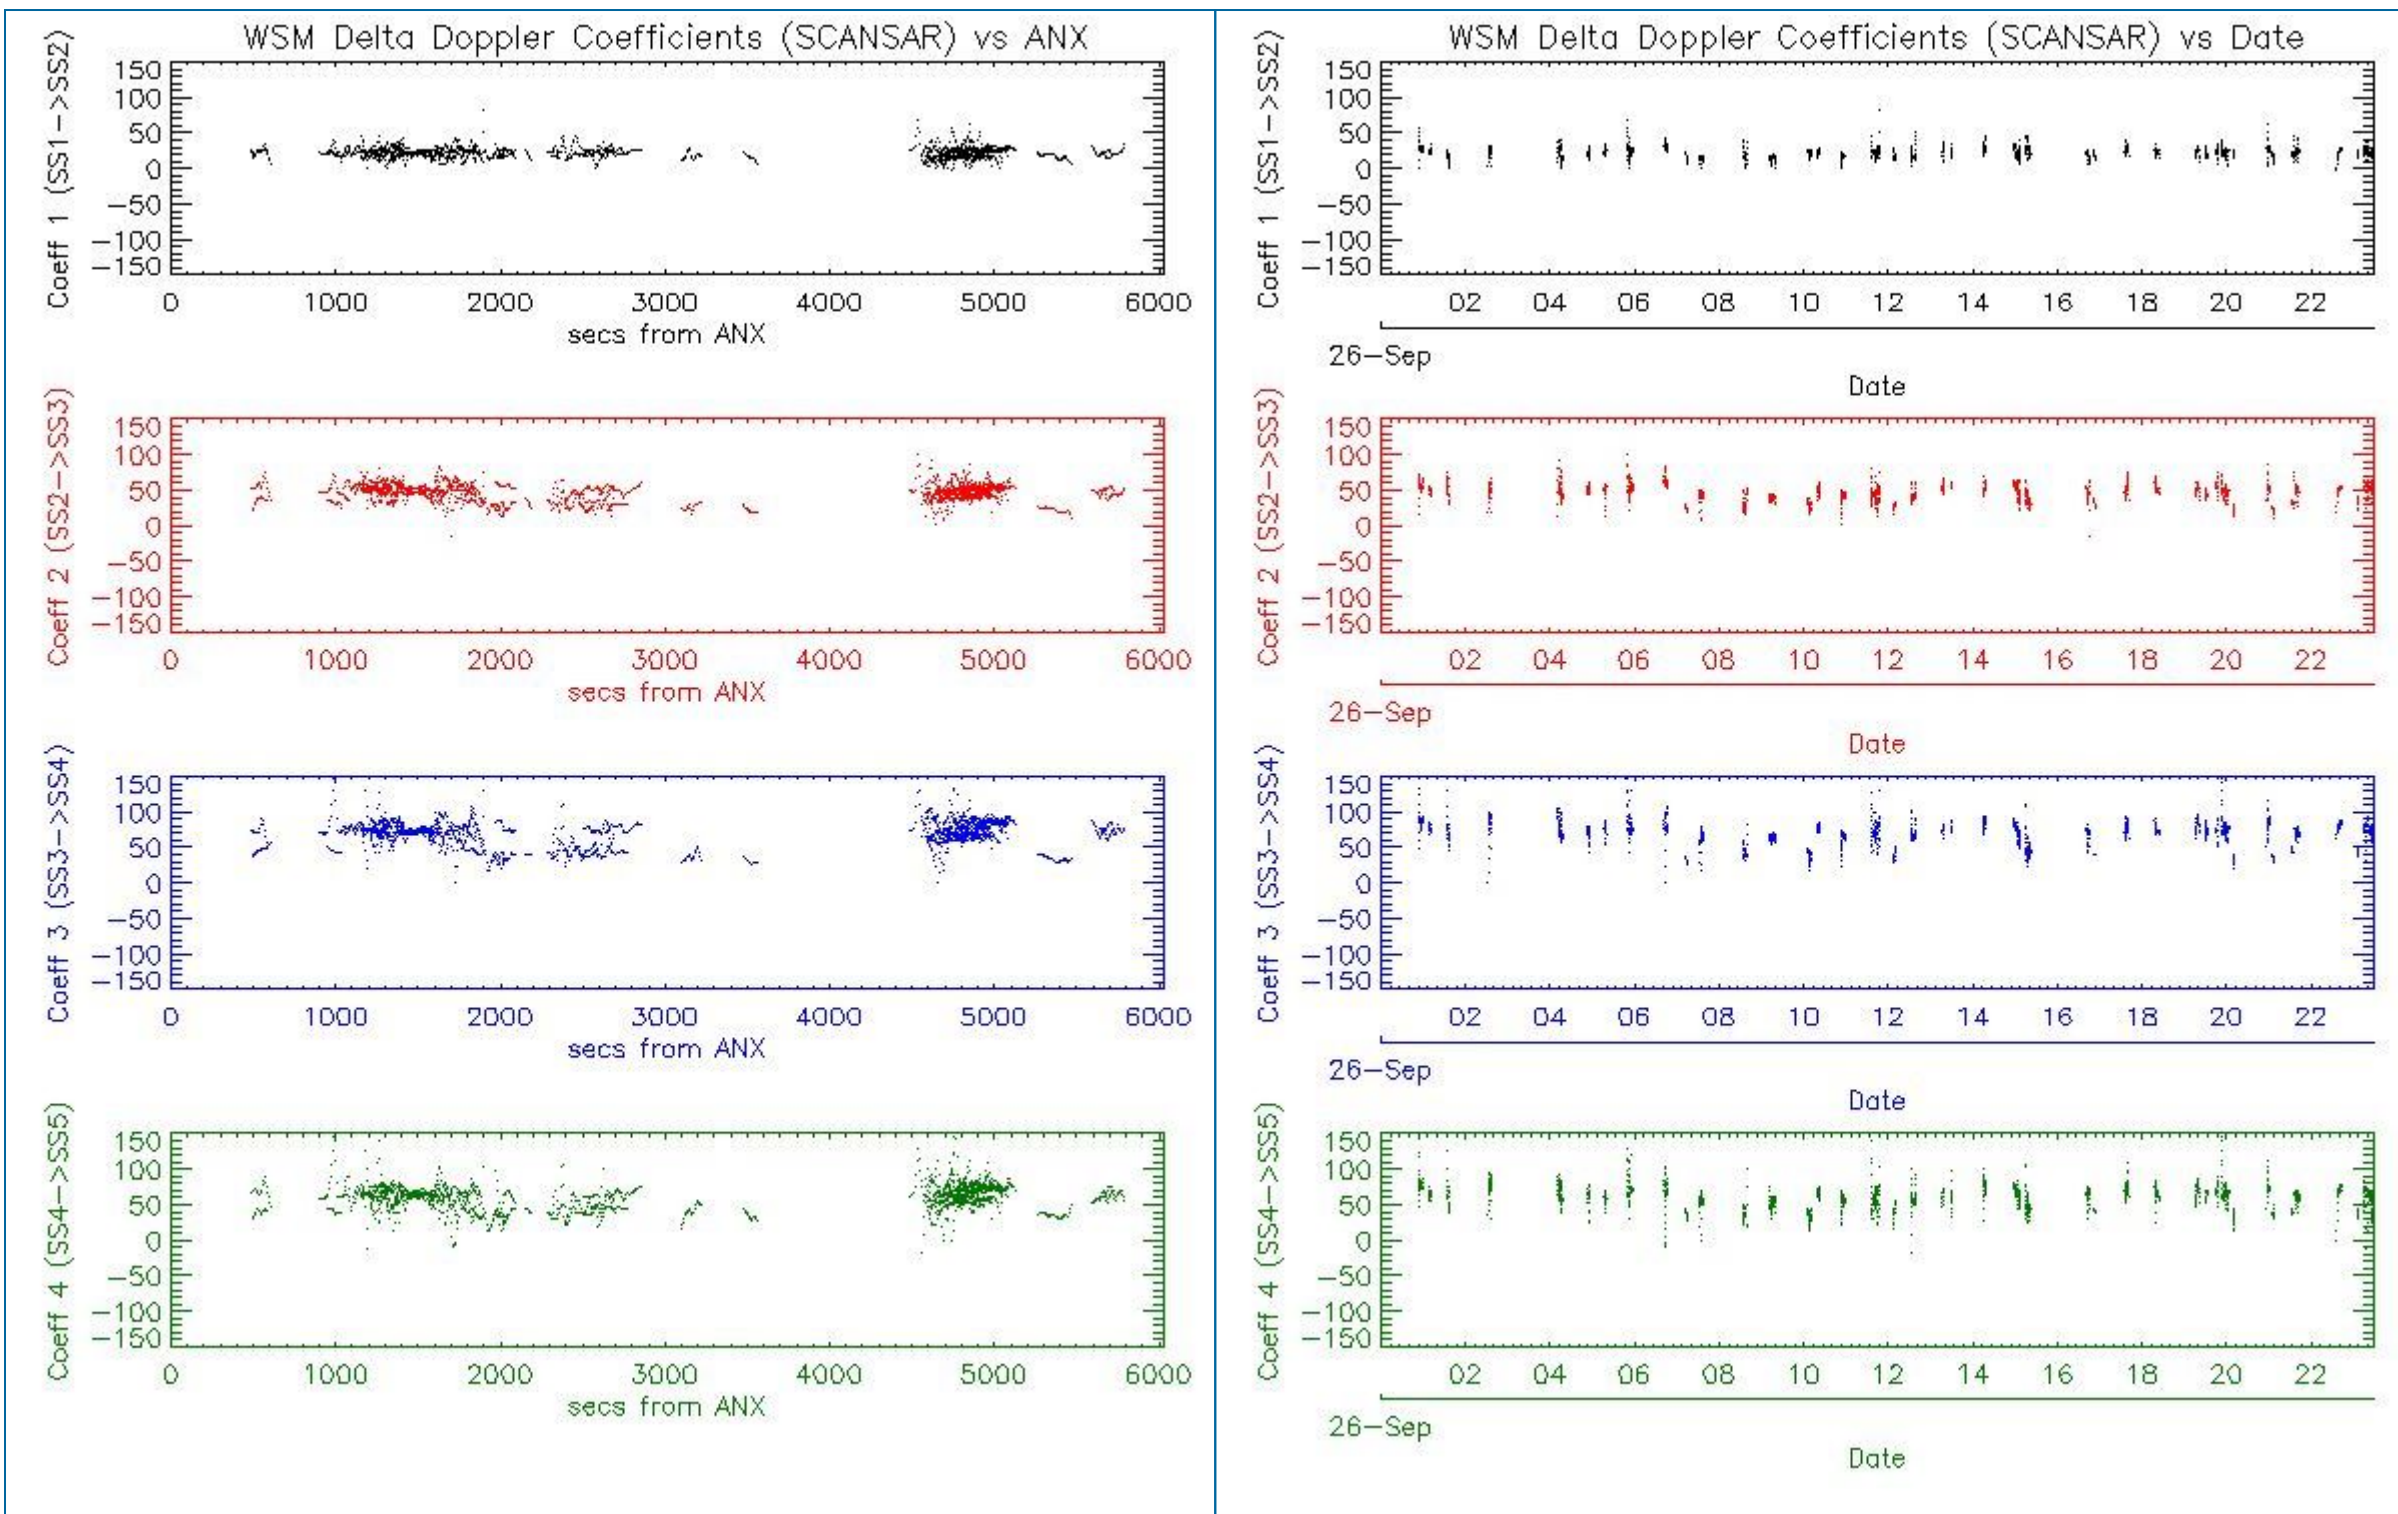 WSM Delta Doppler Coefficients (SCANSAR) vs ANX
Coeff 1 (SS1->SS2)
150
100
50
0
-50
-100
-150
0 1000 2000 3000 4000 5000 6000
secs from ANX
Coeff 2 (SS2->SS3)
150
100
50
0
-50
-100
-150
0 1000 2000 3000 4000 5000 6000
secs from ANX
Coeff 3 (SS3->SS4)
150
100
50
0
-50
-100
-150
0 1000 2000 3000 4000 5000 6000
secs from ANX
Coeff 4 (SS4->SS5)
150
100
50
0
-50
-100
-150
0 1000 2000 3000 4000 5000 6000
secs from ANX
WSM Delta Doppler Coefficients (SCANSAR) vs Date
Coeff 1 (SS1->SS2)
150
100
50
0
-50
-100
-150
02 04 06 08 10 12 14 16 18 20 22
26-Sep
Date
Coeff 2 (SS2->SS3)
150
100
50
0
-50
-100
-150
02 04 06 08 10 12 14 16 18 20 22
26-Sep
Date
Coeff 3 (SS3->SS4)
150
100
50
0
-50
-100
-150
02 04 06 08 10 12 14 16 18 20 22
26-Sep
Date
Coeff 4 (SS4->SS5)
150
100
50
0
-50
-100
-150
02 04 06 08 10 12 14 16 18 20 22
26-Sep
Date